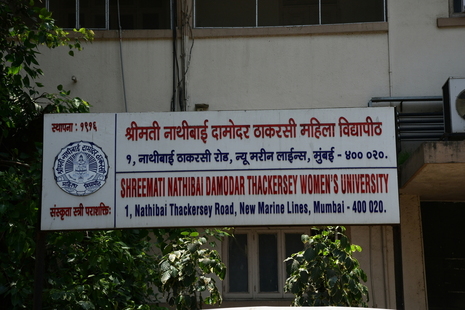 स्थापना : १९१६
श्रीमती नाथीबाई दामोदर ठाकरसी महिला विद्यापीठ
१, नाथीबाई ठाकरसी रोड, न्यू मरीन लाईन्स, मुंबई - ४०० ०२०.
संस्कृता स्त्री पराशक्तिः
SHREEMATI NATHIBAI DAMODAR THACKERSEY WOMEN'S UNIVERSITY
1, Nathibai Thackersey Road, New Marine Lines, Mumbai - 400 020.